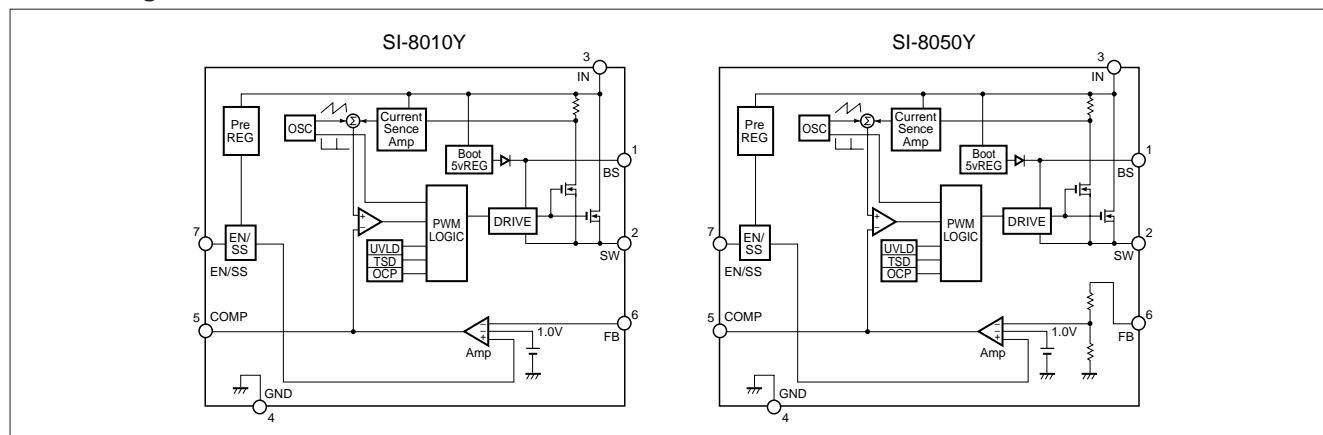 SI-8010Y
3
IN
Pre
REG
OSC
Σ
Current
Sence
Amp
Boot
5vREG
1
BS
+
−
PWM
LOGIC
DRIVE
7
EN/
SS
EN/SS
UVLD
TSD
OCP
2
SW
5
COMP
−
−
+
Amp
1.0V
6
FB
GND
4
SI-8050Y
3
IN
Pre
REG
OSC
Σ
Current
Sence
Amp
Boot
5vREG
1
BS
+
−
PWM
LOGIC
DRIVE
7
EN/
SS
EN/SS
UVLD
TSD
OCP
2
SW
5
COMP
−
−
+
Amp
1.0V
6
FB
GND
4